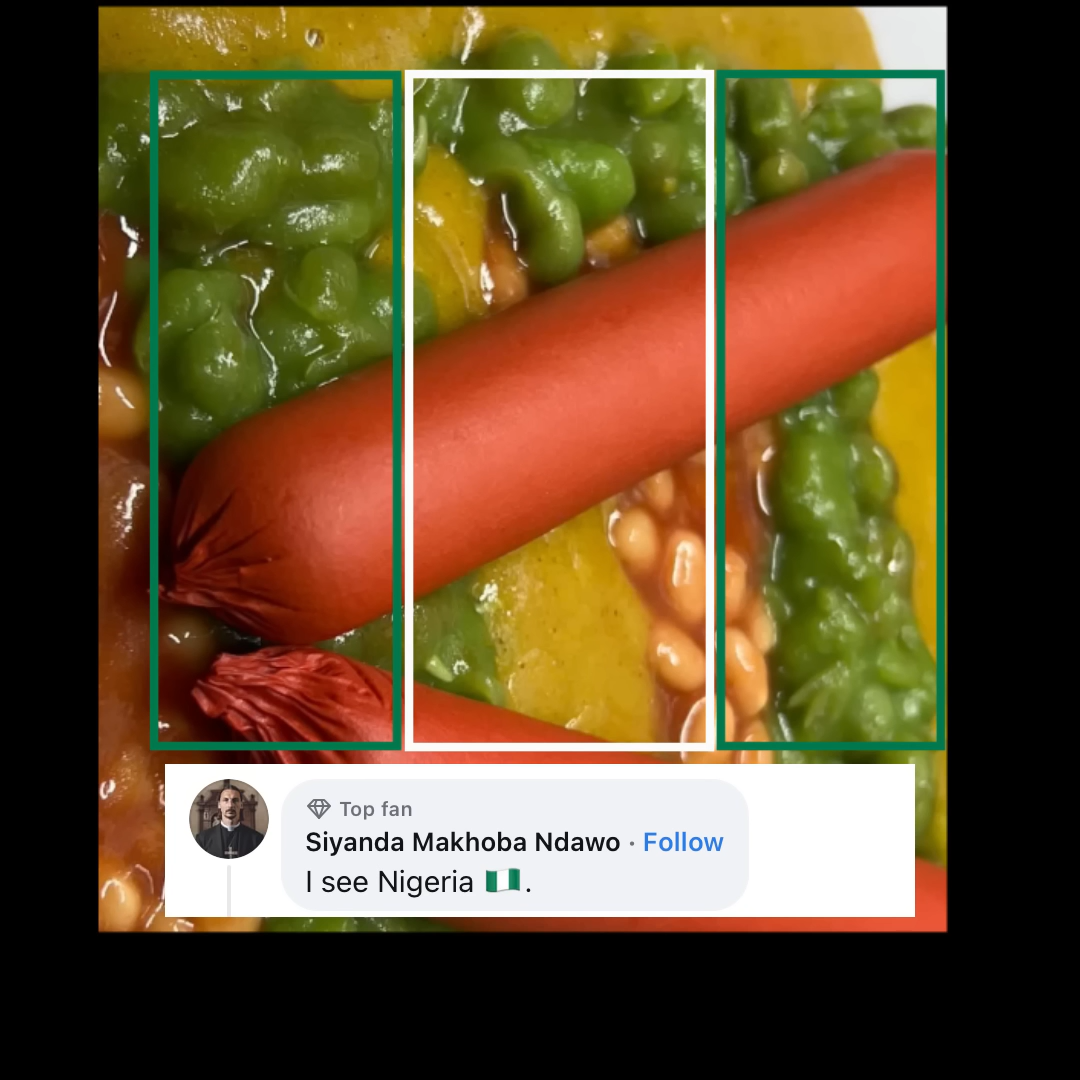 Top fan
Siyanda Makhoba Ndawo · Follow
I see Nigeria 🇳🇬.